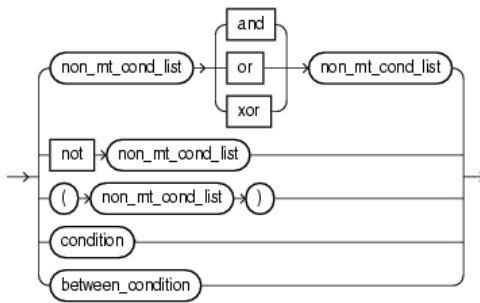 and
non_mt_cond_list or non_mt_cond_list
xor
not non_mt_cond_list
( non_mt_cond_list )
condition
between_condition